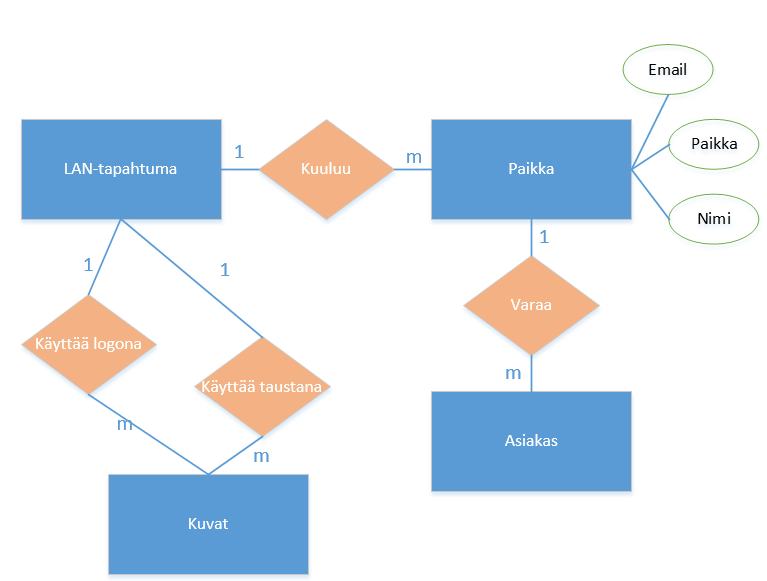 Email
Paikka
Nimi
LAN-tapahtuma
1
Kuuluu
m
Paikka
1
Varaa
m
Asiakas
1
1
Käyttää logona
Käyttää taustana
m
m
Kuvat